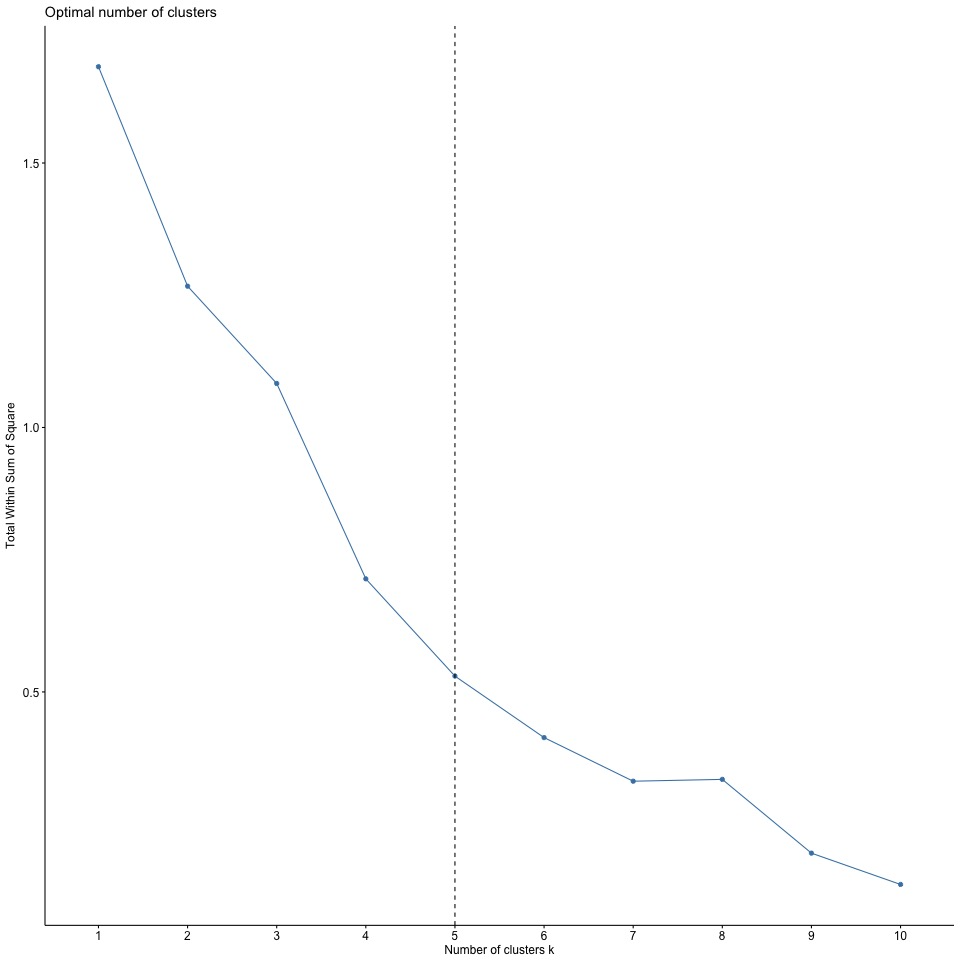 Optimal number of clusters
1.5
1.0
0.5
Total Within Sum of Square
1 2 3 4 5 6 7 8 9 10
Number of clusters k